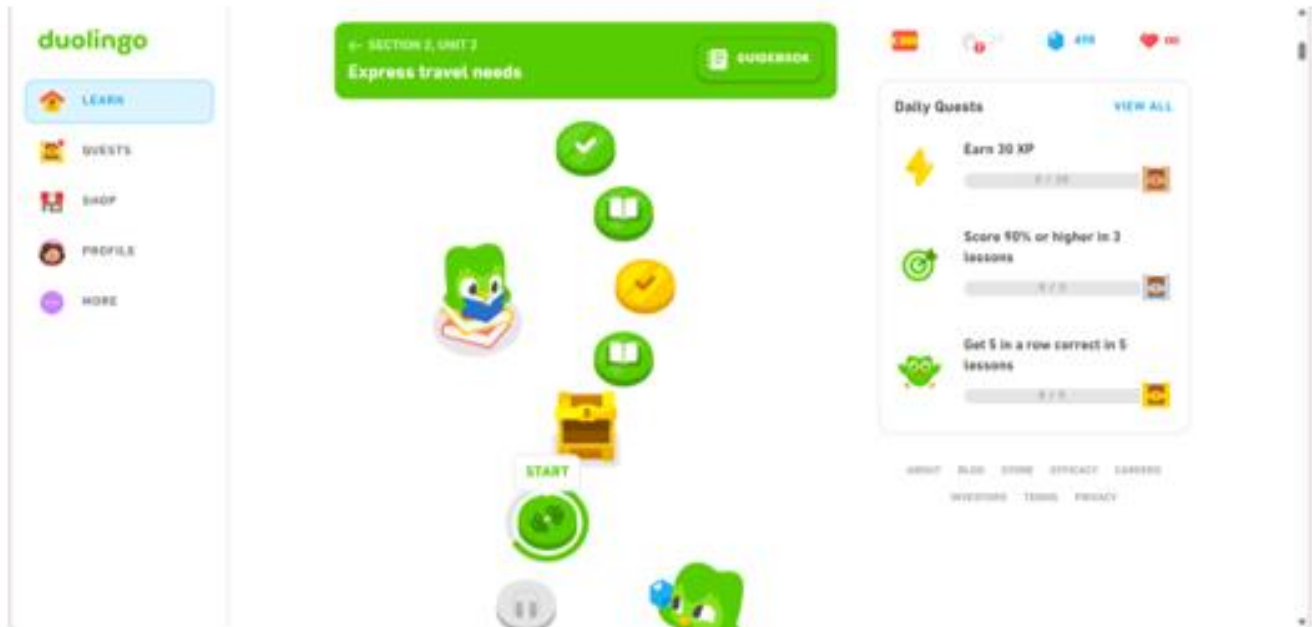 duolingo
LEARN
QUESTS
SHOP
PROFILE
MORE
← SECTION 2, UNIT 2
Express travel needs
GUIDEBOOK
START
Daily Quests
VIEW ALL
Earn 30 XP
Score 90% or higher in 3
lessons
Get 5 in a row correct in 5
lessons
ABOUT BLOG STORE EFFICACY CAREERS
INVESTORS TERMS PRIVACY